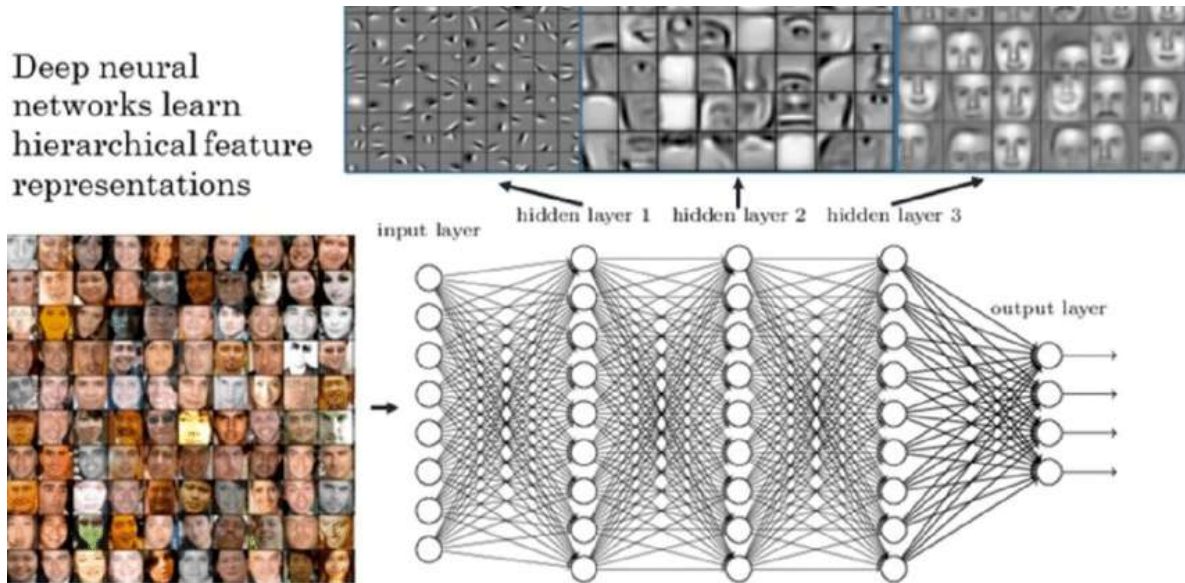 Deep neural
networks learn
hierarchical feature
representations
input layer
hidden layer 1
hidden layer 2
hidden layer 3
output layer